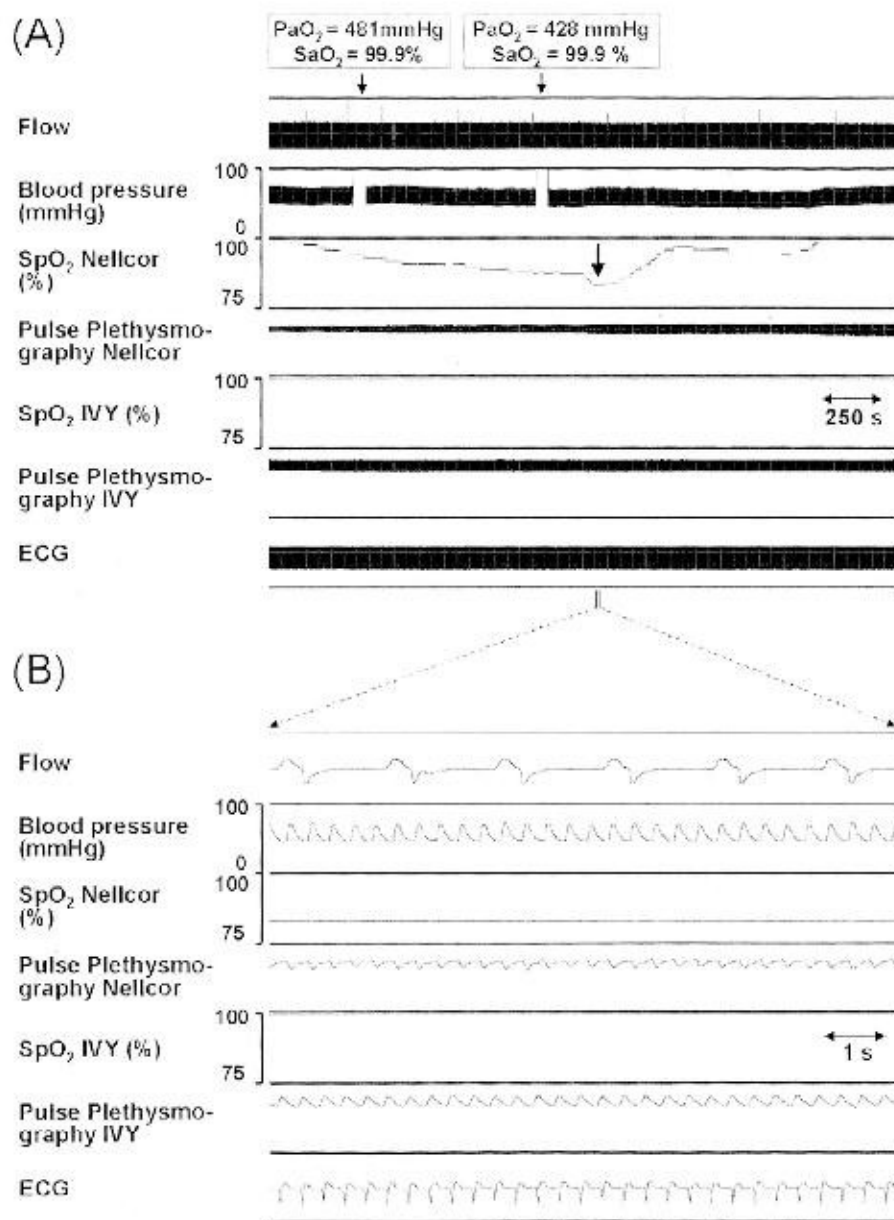 (A)
PaO₂ = 481mmHg
SaO₂ = 99.9%
PaO₂ = 428 mmHg
SaO₂ = 99.9 %
Flow
Blood pressure
(mmHg)
100
0
SpO₂ Nellcor
(%)
100
75
Pulse Plethysmo-
graphy Nellcor
SpO₂ IVY (%)
100
75
250 s
Pulse Plethysmo-
graphy IVY
ECG
(B)
Flow
Blood pressure
(mmHg)
100
0
SpO₂ Nellcor
(%)
100
75
Pulse Plethysmo-
graphy Nellcor
SpO₂ IVY (%)
100
75
1 s
Pulse Plethysmo-
graphy IVY
ECG